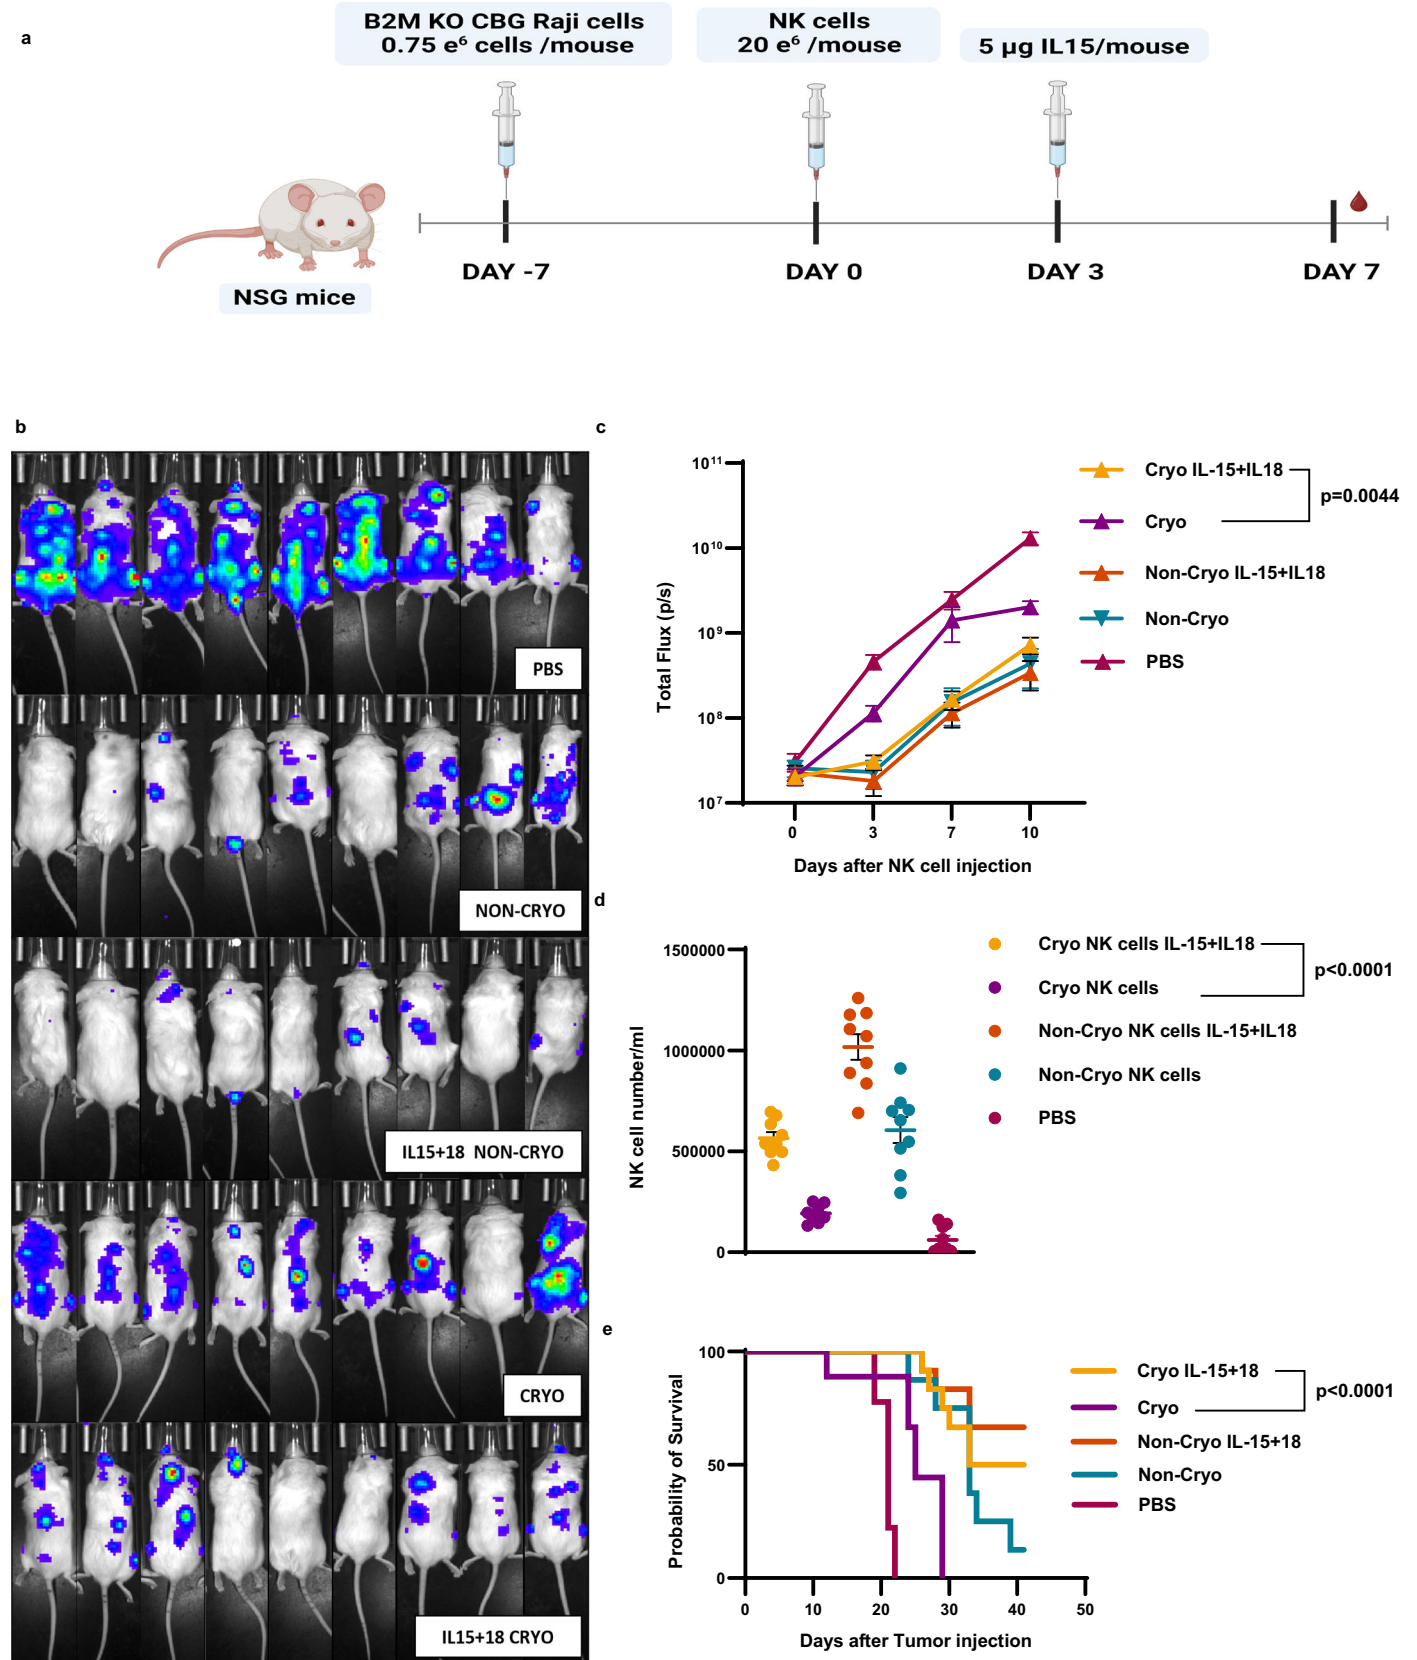 a
B2M KO CBG Raji cells
0.75 e⁶ cells /mouse
NK cells
20 e⁶ /mouse
5 µg IL15/mouse
NSG mice
DAY -7
DAY 0
DAY 3
DAY 7
b
PBS
NON-CRYO
IL15+18 NON-CRYO
CRYO
IL15+18 CRYO
c
Total Flux (p/s)
10¹¹
10¹⁰
10⁹
10⁸
10⁷
0
3
7
10
Days after NK cell injection
Cryo IL-15+IL18
Cryo
Non-Cryo IL-15+IL18
Non-Cryo
PBS
p=0.0044
d
NK cell number/ml
1500000
1000000
500000
0
Cryo NK cells IL-15+IL18
Cryo NK cells
Non-Cryo NK cells IL-15+IL18
Non-Cryo NK cells
PBS
p<0.0001
e
Probability of Survival
100
50
0
0
10
20
30
40
50
Days after Tumor injection
Cryo IL-15+18
Cryo
Non-Cryo IL-15+18
Non-Cryo
PBS
p<0.0001